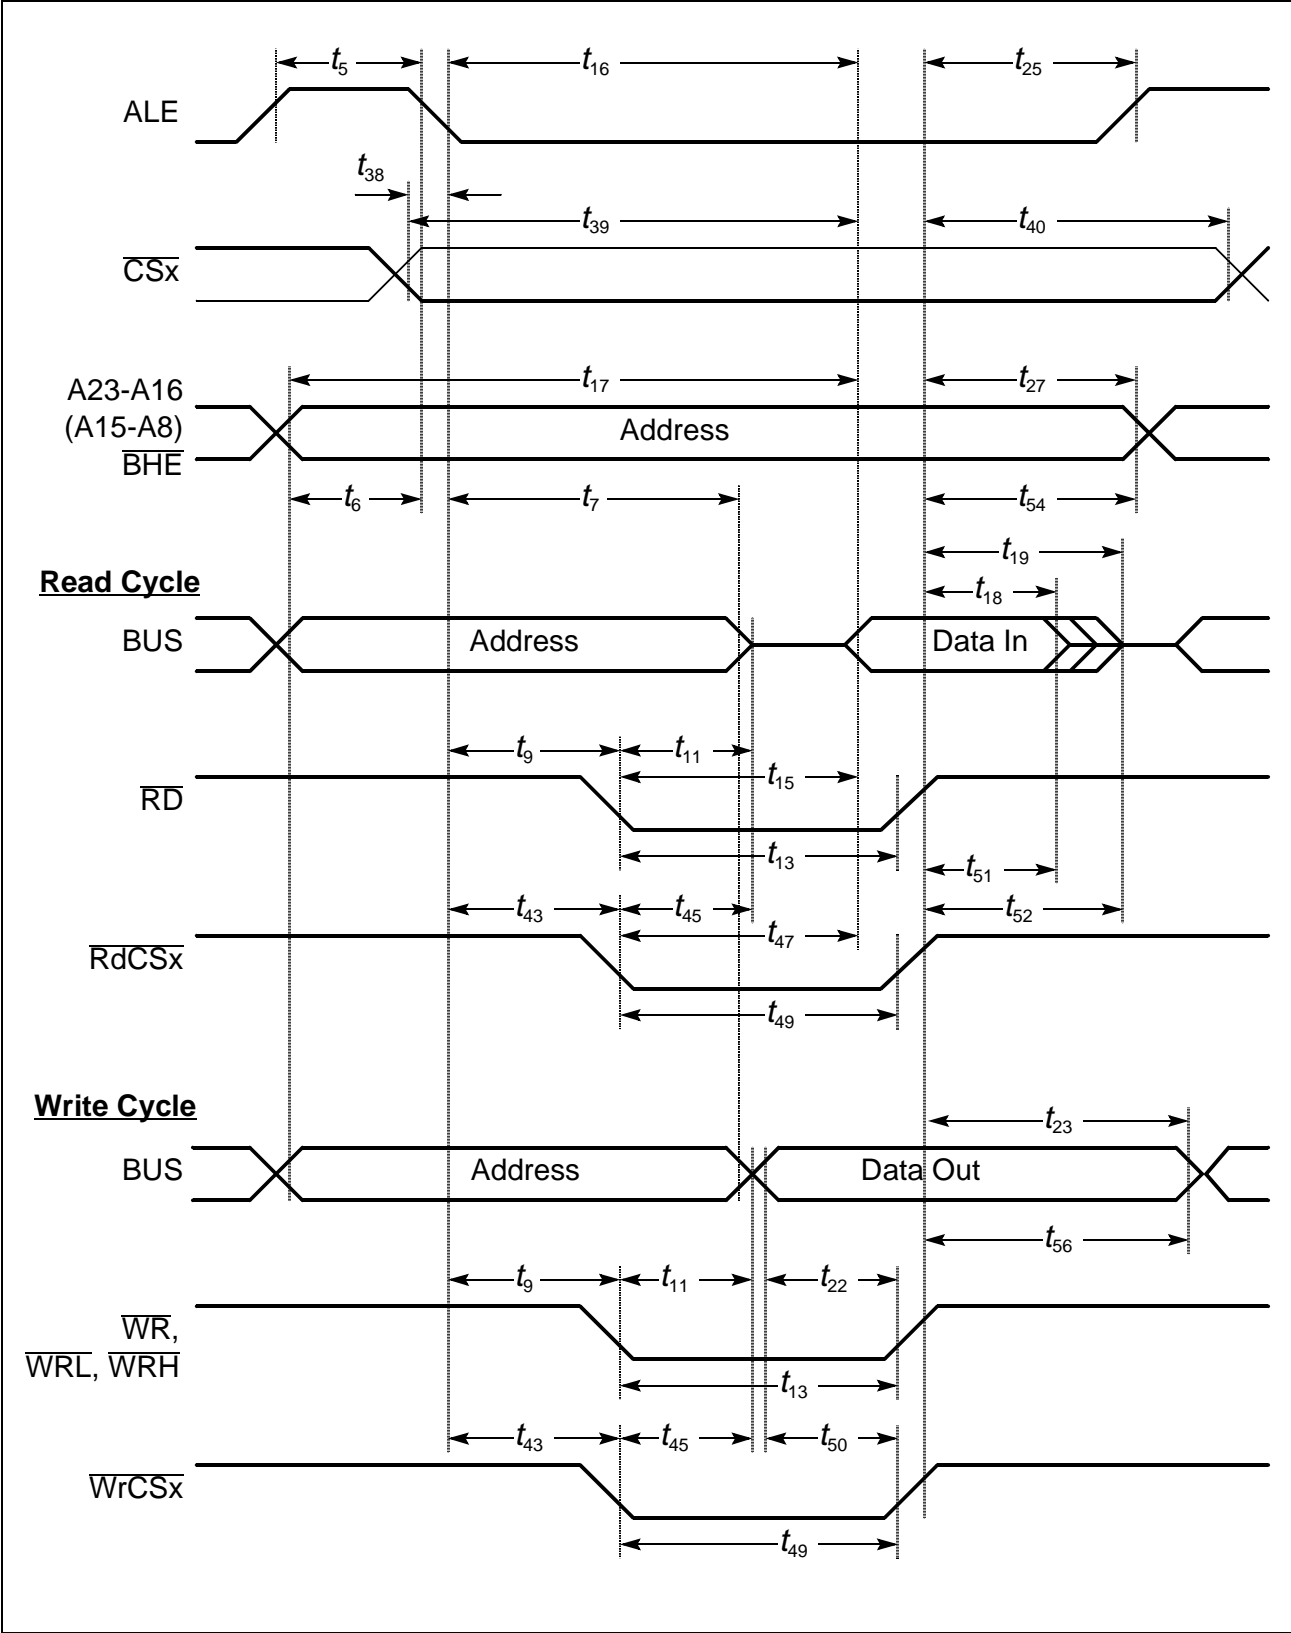 t5 t16 t25
ALE
t38
t39 t40
CSx
t17 t27
A23-A16
(A15-A8)
Address
BHE
t6 t7 t54
t19
Read Cycle
t18
BUS Address Data In
t9 t11
t15
RD
t13
t51
t43 t45 t52
t47
RdCSx
t49
Write Cycle
t23
BUS Address Data Out
t56
t9 t11 t22
WR,
WRL, WRH
t13
t43 t45 t50
WrCSx
t49